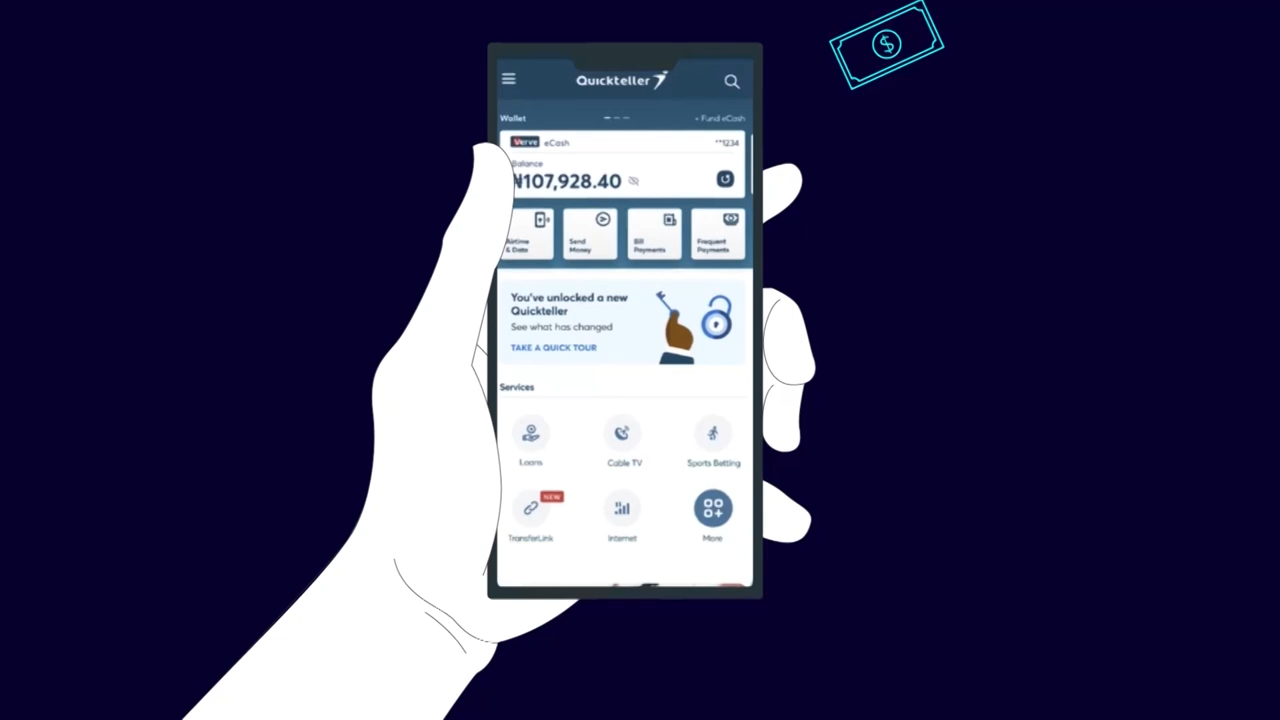 Quickteller
Wallet
+ Fund eCash
Verve eCash
**1234
Balance
₦107,928.40
Airtime
& Data
Send
Money
Bill
Payments
Frequent
Payments
You've unlocked a new
Quickteller
See what has changed
TAKE A QUICK TOUR
Services
Loans
Cable TV
Sports Betting
NEW
TransferLink
Internet
More
$